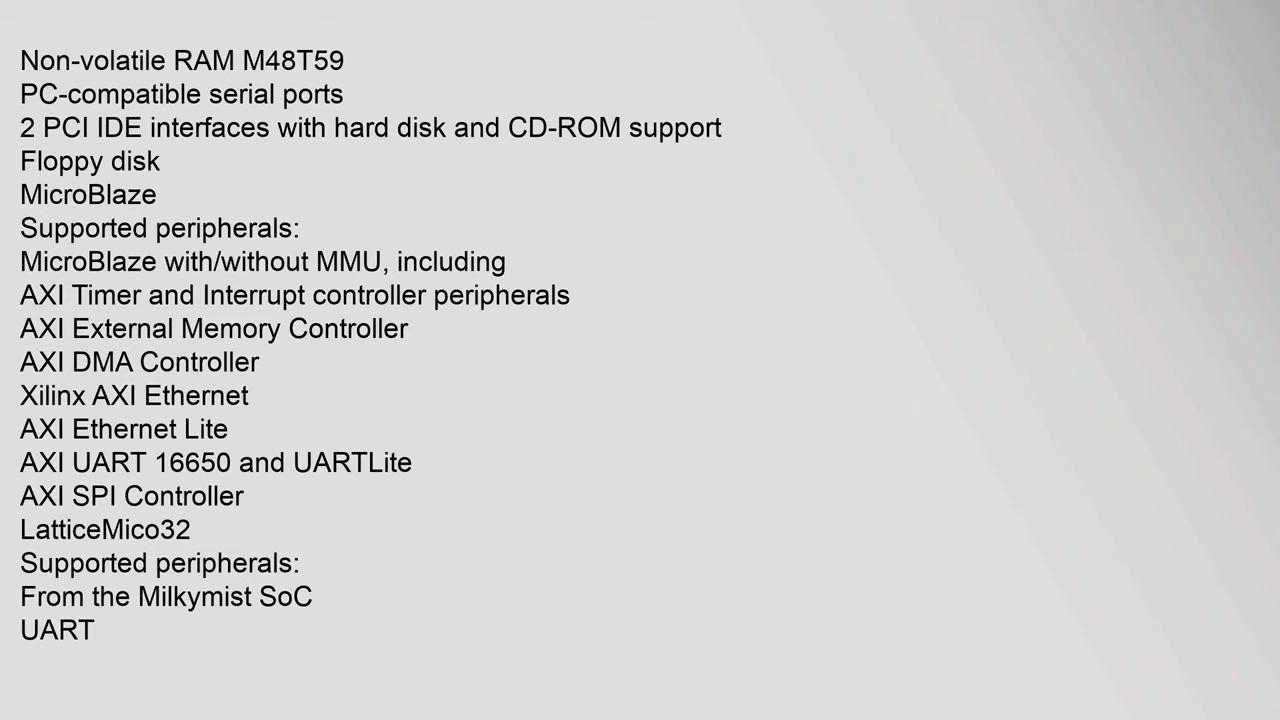 Non-volatile RAM M48T59
PC-compatible serial ports
2 PCI IDE interfaces with hard disk and CD-ROM support
Floppy disk
MicroBlaze
Supported peripherals:
MicroBlaze with/without MMU, including
AXI Timer and Interrupt controller peripherals
AXI External Memory Controller
AXI DMA Controller
Xilinx AXI Ethernet
AXI Ethernet Lite
AXI UART 16650 and UARTLite
AXI SPI Controller
LatticeMico32
Supported peripherals:
From the Milkymist SoC
UART